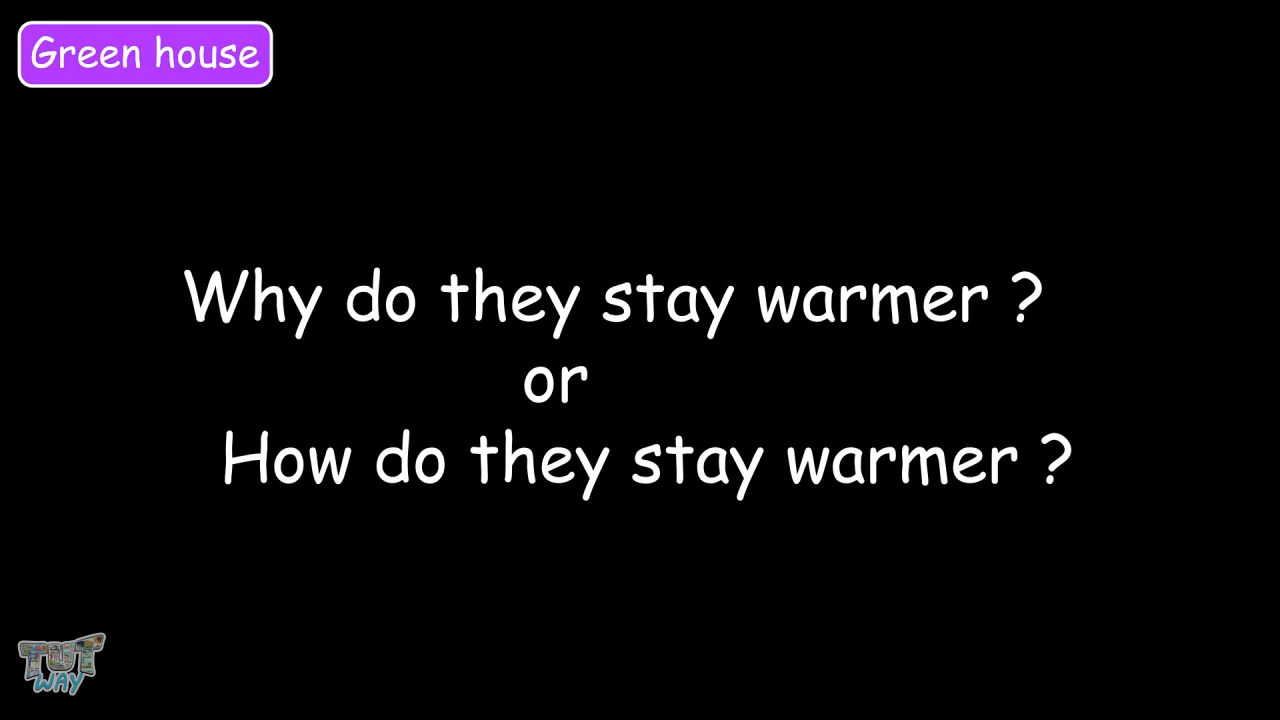 Green house
Why do they stay warmer ?
or
How do they stay warmer ?
TUT
WAY